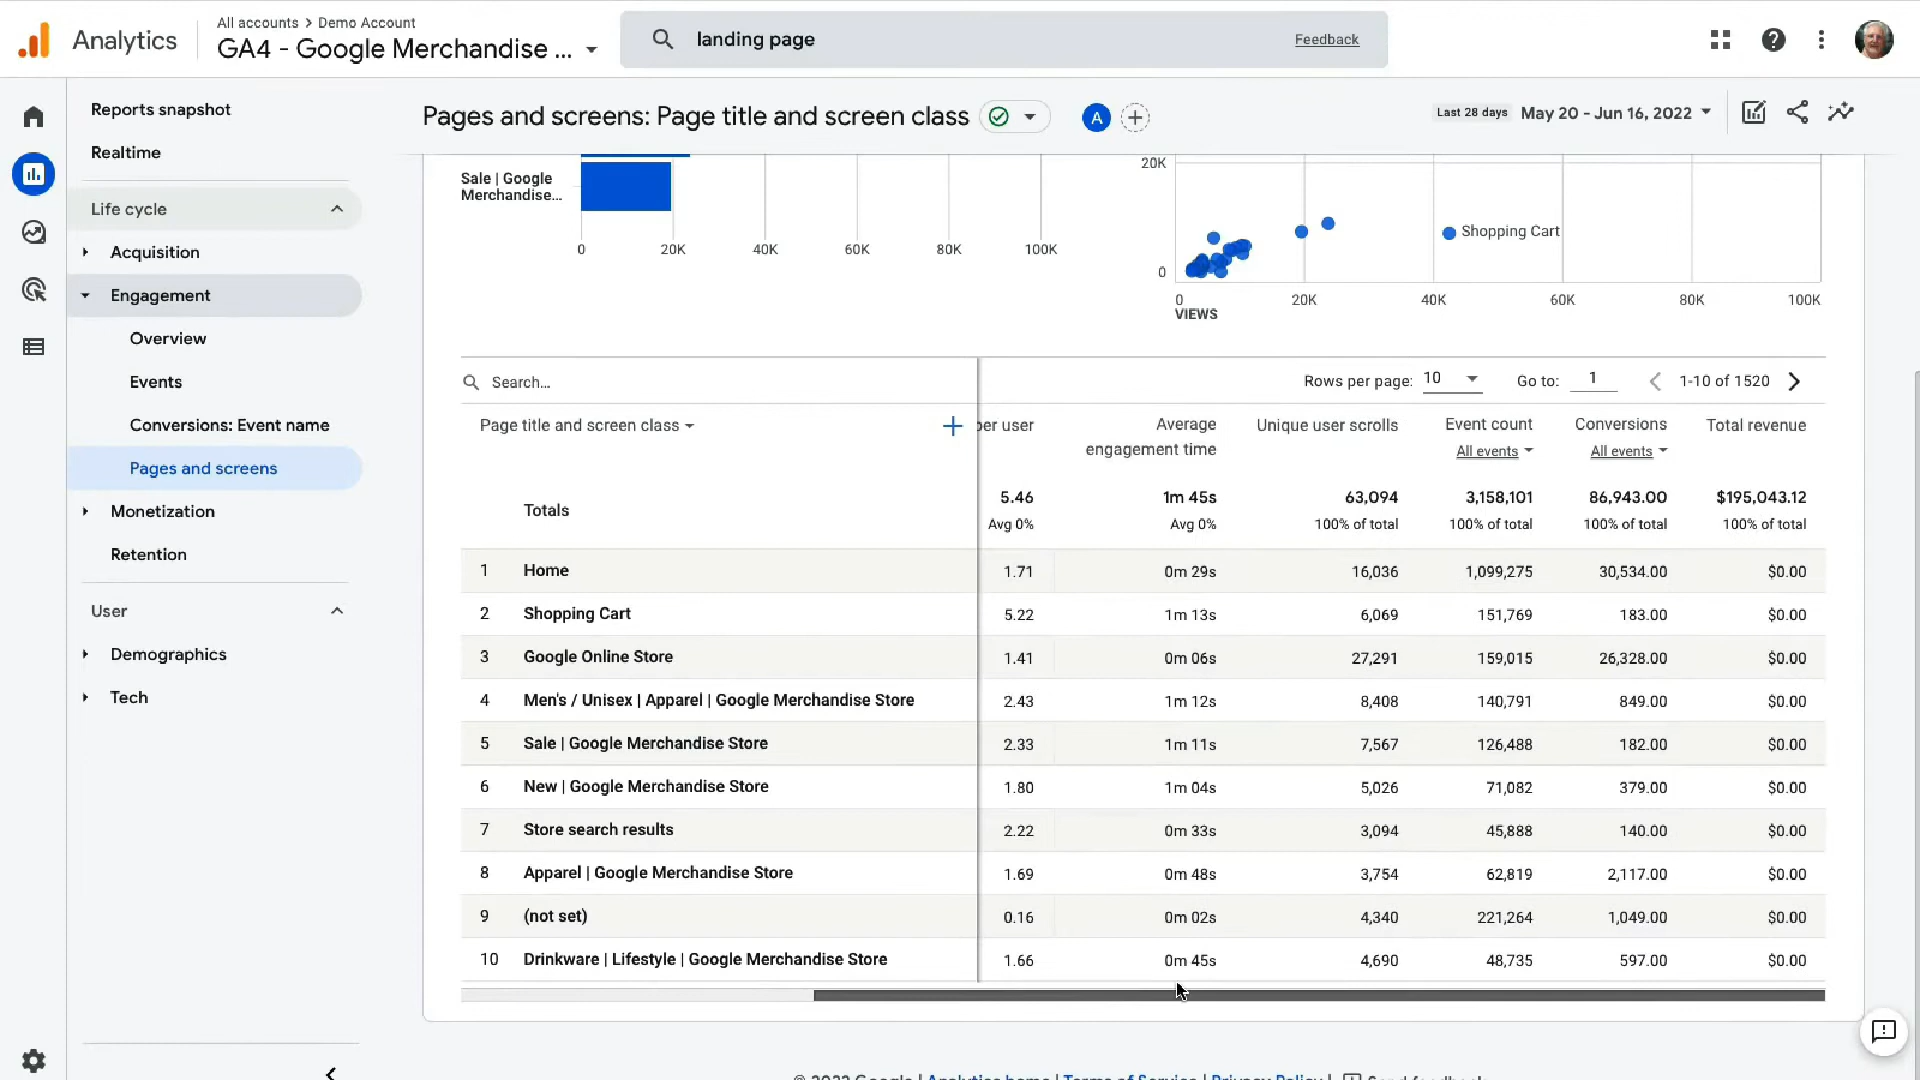 All accounts > Demo Account
Analytics
GA4 - Google Merchandise ...
landing page
Feedback
Reports snapshot
Realtime
Life cycle
Acquisition
Engagement
Overview
Events
Conversions: Event name
Pages and screens
Monetization
Retention
User
Demographics
Tech
Pages and screens: Page title and screen class
A
Last 28 days May 20 - Jun 16, 2022
Sale | Google
Merchandise...
0 20K 40K 60K 80K 100K
20K
Shopping Cart
0
0 20K 40K 60K 80K 100K
VIEWS
Search...
Rows per page: 10 Go to: 1 1-10 of 1520
Page title and screen class + per user Average Unique user scrolls Event count Conversions Total revenue
engagement time All events All events
Totals 5.46 1m 45s 63,094 3,158,101 86,943.00 $195,043.12
Avg 0% Avg 0% 100% of total 100% of total 100% of total 100% of total
1 Home 1.71 0m 29s 16,036 1,099,275 30,534.00 $0.00
2 Shopping Cart 5.22 1m 13s 6,069 151,769 183.00 $0.00
3 Google Online Store 1.41 0m 06s 27,291 159,015 26,328.00 $0.00
4 Men's / Unisex | Apparel | Google Merchandise Store 2.43 1m 12s 8,408 140,791 849.00 $0.00
5 Sale | Google Merchandise Store 2.33 1m 11s 7,567 126,488 182.00 $0.00
6 New | Google Merchandise Store 1.80 1m 04s 5,026 71,082 379.00 $0.00
7 Store search results 2.22 0m 33s 3,094 45,888 140.00 $0.00
8 Apparel | Google Merchandise Store 1.69 0m 48s 3,754 62,819 2,117.00 $0.00
9 (not set) 0.16 0m 02s 4,340 221,264 1,049.00 $0.00
10 Drinkware | Lifestyle | Google Merchandise Store 1.66 0m 45s 4,690 48,735 597.00 $0.00
© 2022 Google | Analytics home | Terms of Service | Privacy Policy | Send feedback